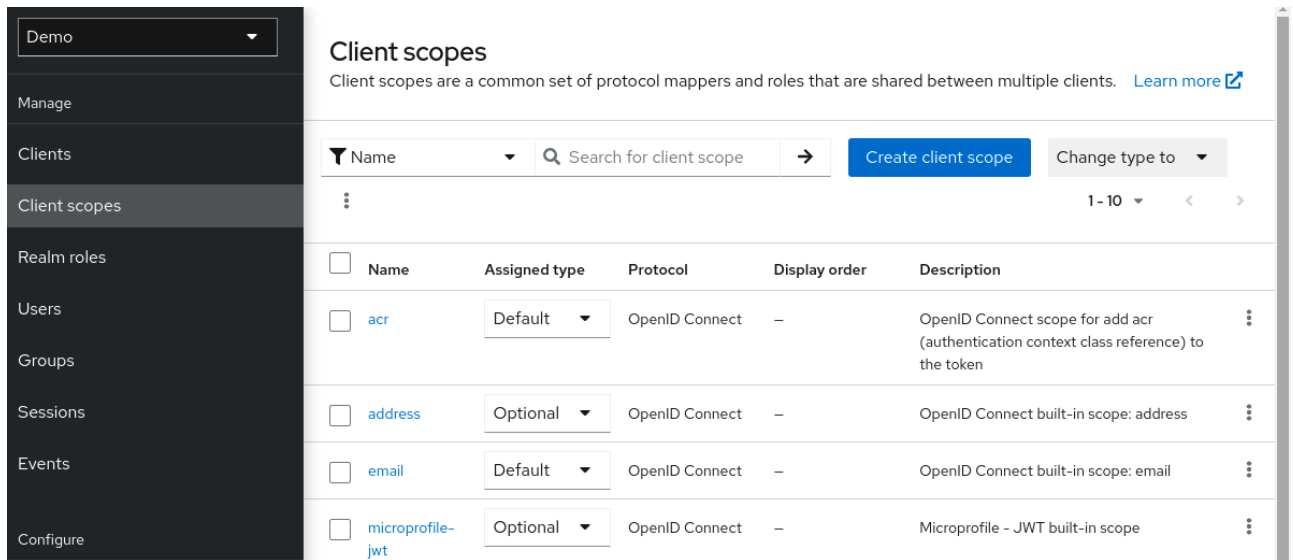 Demo
Manage
Clients
Client scopes
Realm roles
Users
Groups
Sessions
Events
Configure
Client scopes
Client scopes are a common set of protocol mappers and roles that are shared between multiple clients. Learn more
Name Search for client scope Create client scope Change type to
1 - 10
Name Assigned type Protocol Display order Description
acr Default OpenID Connect – OpenID Connect scope for add acr
(authentication context class reference) to
the token
address Optional OpenID Connect – OpenID Connect built-in scope: address
email Default OpenID Connect – OpenID Connect built-in scope: email
microprofile- Optional OpenID Connect – Microprofile - JWT built-in scope
jwt